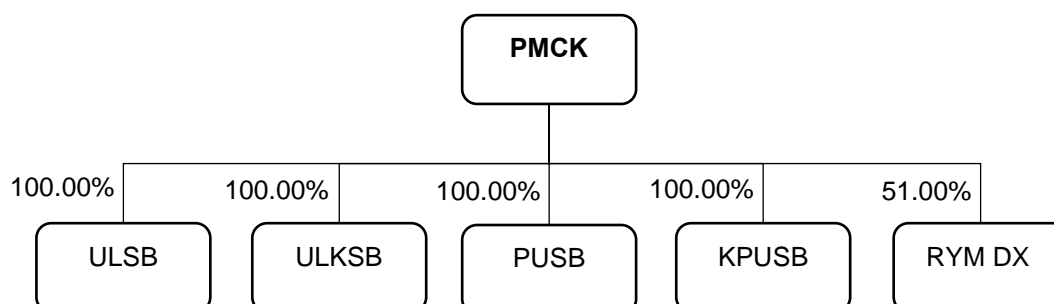 PMCK
100.00% 100.00% 100.00% 100.00% 51.00%
ULSB ULKSB PUSB KPUSB RYM DX